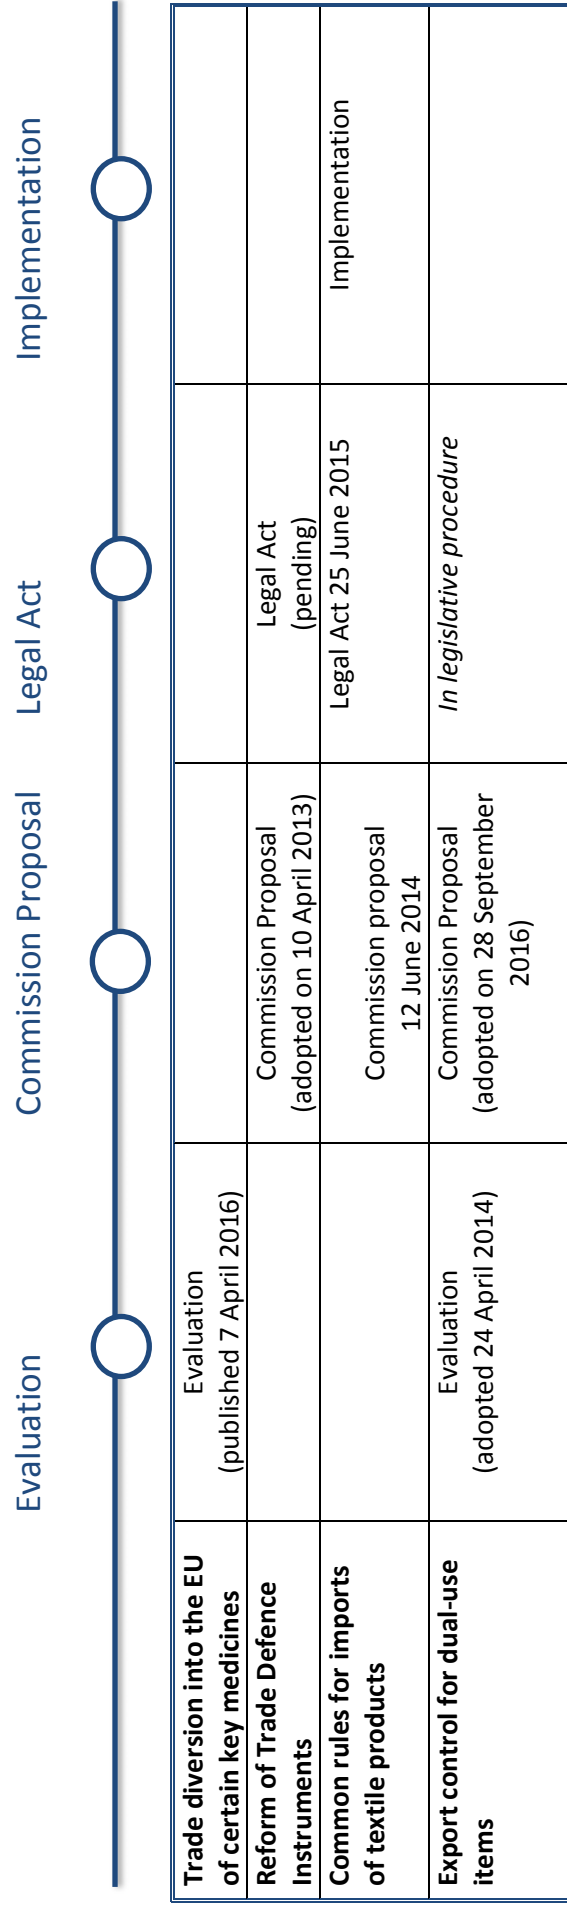 Evaluation
Commission Proposal
Legal Act
Implementation
Trade diversion into the EU
of certain key medicines
Evaluation
(published 7 April 2016)
Reform of Trade Defence
Instruments
Commission Proposal
(adopted on 10 April 2013)
Legal Act
(pending)
Common rules for imports
of textile products
Commission proposal
12 June 2014
Legal Act 25 June 2015
Implementation
Export control for dual-use
items
Evaluation
(adopted 24 April 2014)
Commission Proposal
(adopted on 28 September
2016)
In legislative procedure